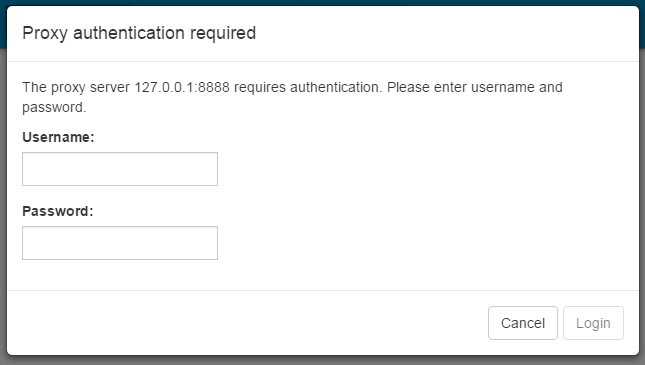 Proxy authentication required
The proxy server 127.0.0.1:8888 requires authentication. Please enter username and
password.
Username:
Password:
Cancel Login